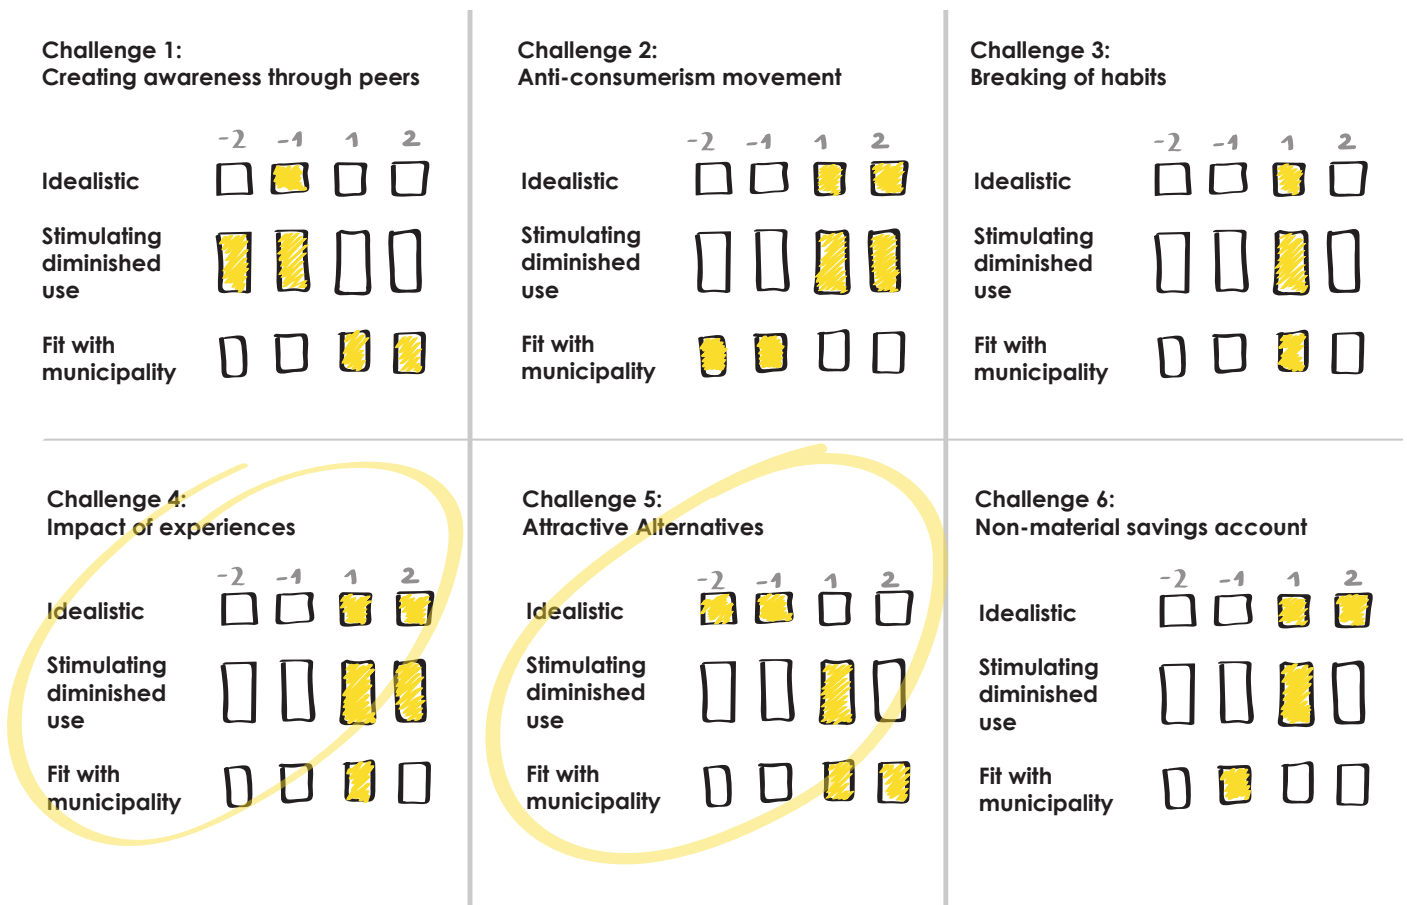 Challenge 1:
Creating awareness through peers
-2 -1 1 2
Idealistic
Stimulating
diminished
use
Fit with
municipality
Challenge 2:
Anti-consumerism movement
-2 -1 1 2
Idealistic
Stimulating
diminished
use
Fit with
municipality
Challenge 3:
Breaking of habits
-2 -1 1 2
Idealistic
Stimulating
diminished
use
Fit with
municipality
Challenge 4:
Impact of experiences
-2 -1 1 2
Idealistic
Stimulating
diminished
use
Fit with
municipality
Challenge 5:
Attractive Alternatives
-2 -1 1 2
Idealistic
Stimulating
diminished
use
Fit with
municipality
Challenge 6:
Non-material savings account
-2 -1 1 2
Idealistic
Stimulating
diminished
use
Fit with
municipality